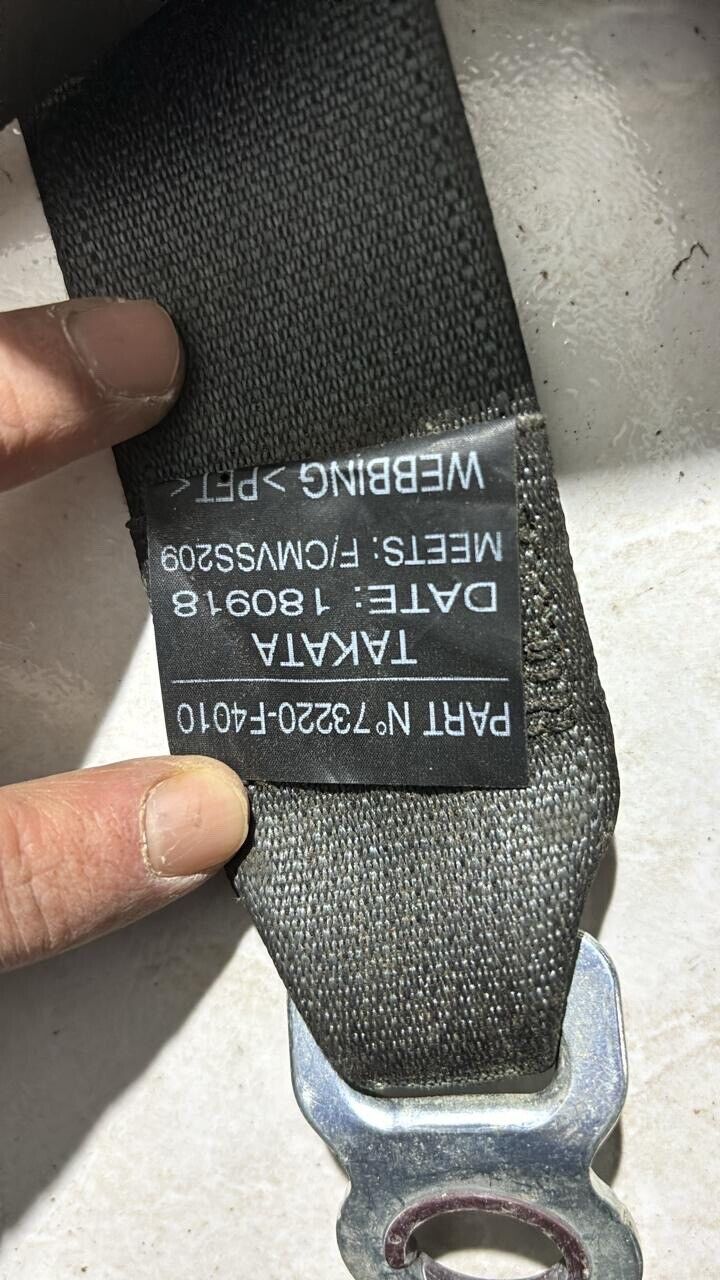 PART N°73220-F4010
TAKATA
DATE: 180918
MEETS: F/CMVSS209
WEBBING >PET<